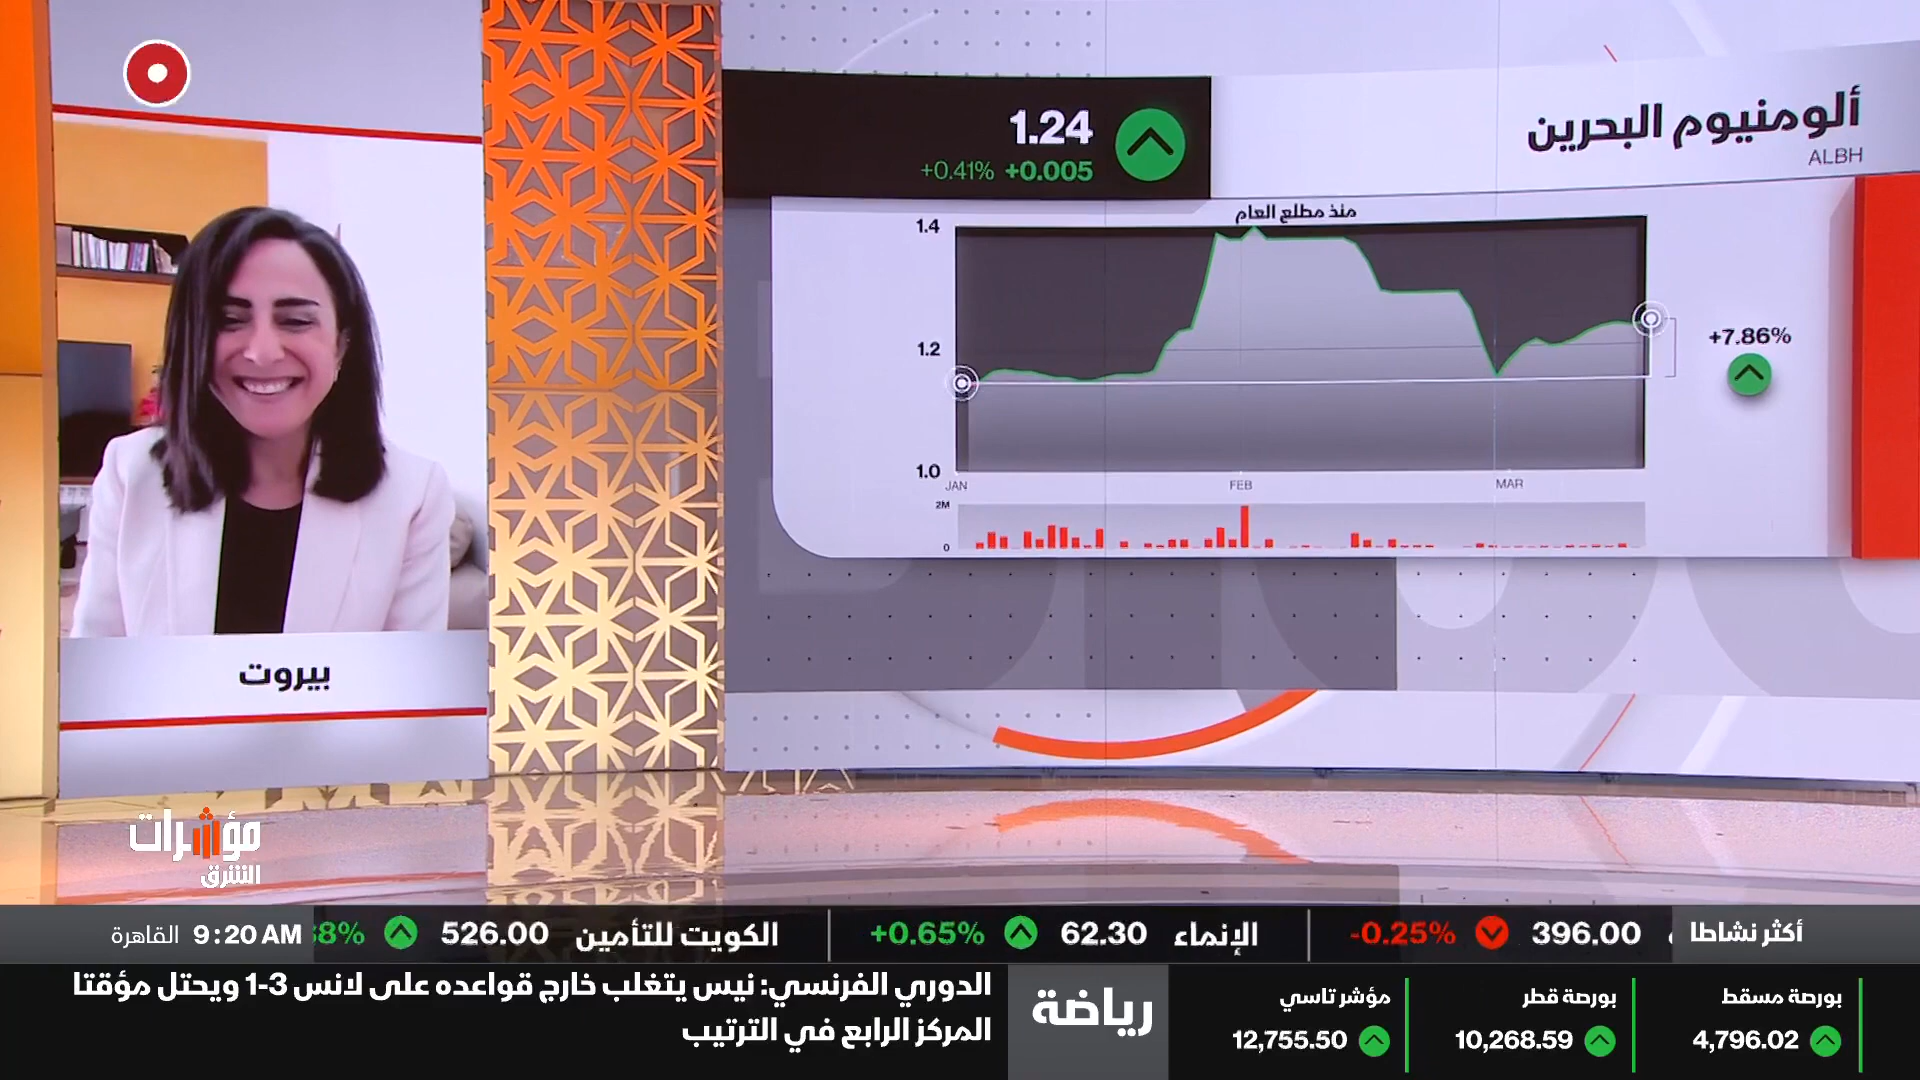 ألومنيوم البحرين
ALBH
1.24
+0.41% +0.005
منذ مطلع العام
1.4
1.2
1.0
JAN FEB MAR
2M
0
+7.86%
بيروت
مؤشرات
الشرق
أكثر نشاطا
396.00 -0.25%
الإنماء 62.30 +0.65%
الكويت للتأمين 526.00
9:20 AM القاهرة
بورصة مسقط
4,796.02
بورصة قطر
10,268.59
مؤشر تاسي
12,755.50
رياضة
الدوري الفرنسي: نيس يتغلب خارج قواعده على لانس 3-1 ويحتل مؤقتا
المركز الرابع في الترتيب